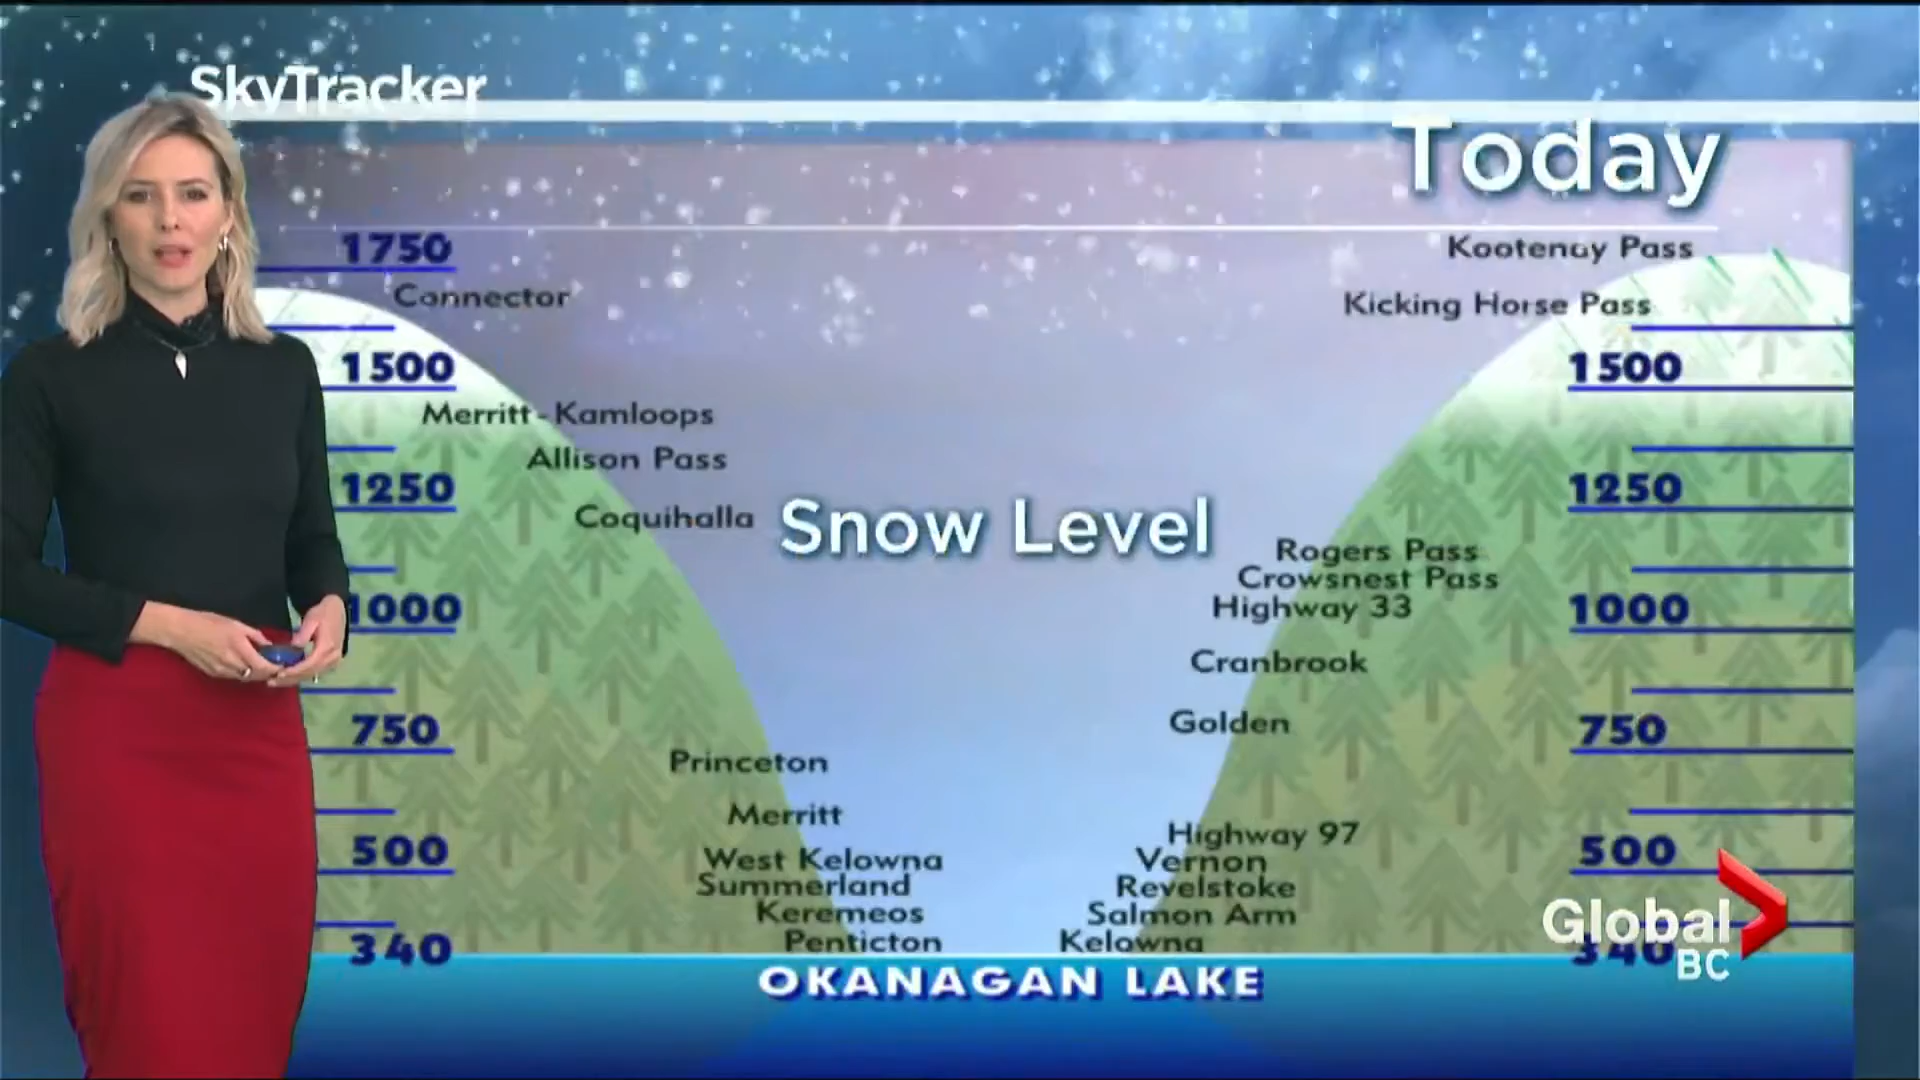 SkyTracker
Today
1750
Kootenay Pass
Connector
Kicking Horse Pass
1500
1500
Merritt-Kamloops
Allison Pass
1250
1250
Coquihalla
Snow Level
Rogers Pass
Crowsnest Pass
1000
Highway 33
1000
Cranbrook
750
Golden
750
Princeton
Merritt
Highway 97
500
West Kelowna
Vernon
500
Summerland
Revelstoke
Keremeos
Salmon Arm
Global
BC
340
Penticton
Kelowna
340
OKANAGAN LAKE